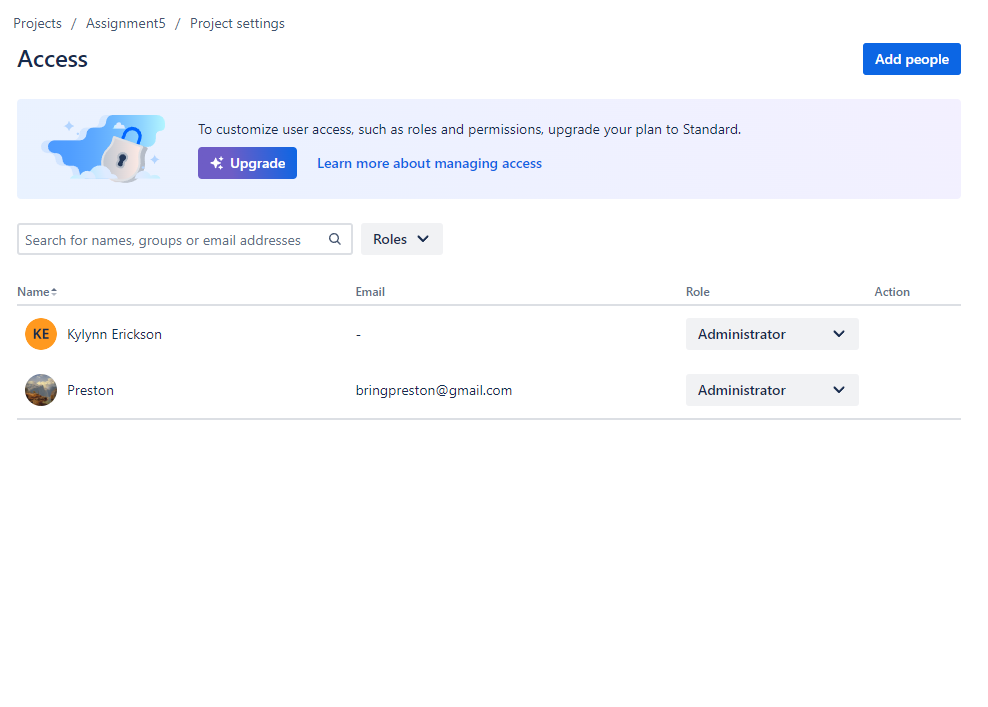 Projects / Assignment5 / Project settings
Access
Add people
To customize user access, such as roles and permissions, upgrade your plan to Standard.
Upgrade Learn more about managing access
Search for names, groups or email addresses Roles
Name Email Role Action
KE Kylynn Erickson - Administrator
Preston bringpreston@gmail.com Administrator